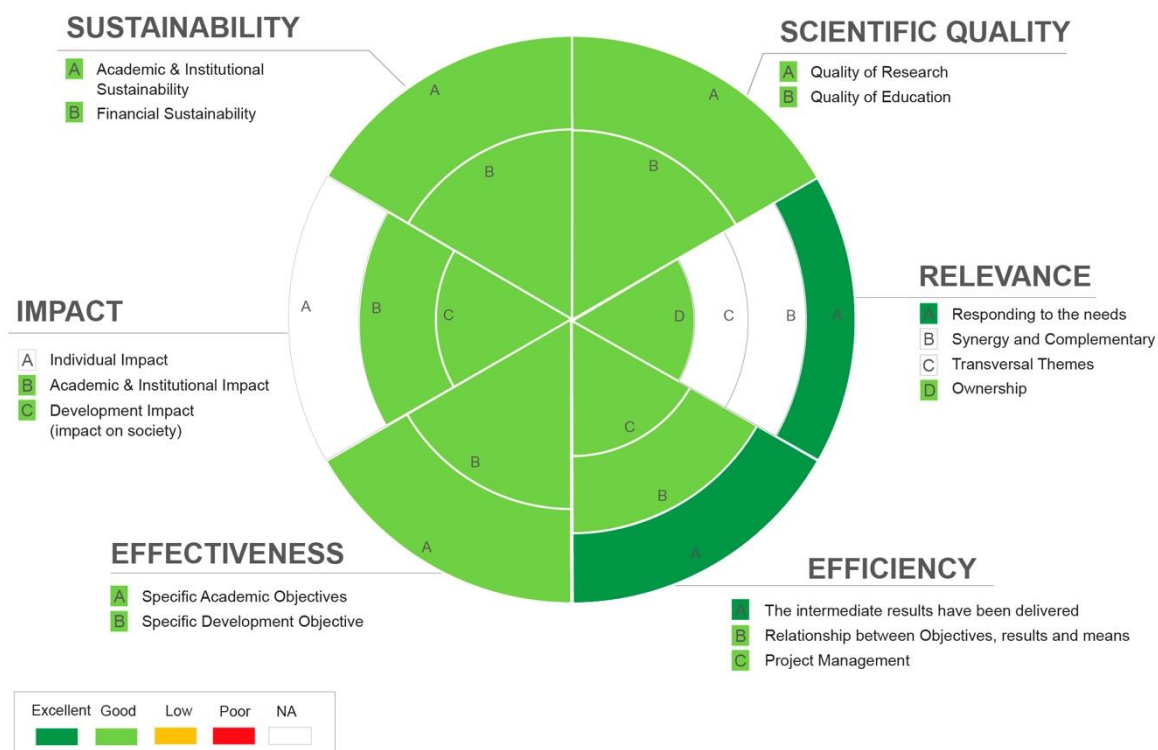 SUSTAINABILITY
A Academic & Institutional
Sustainability
B Financial Sustainability
SCIENTIFIC QUALITY
A Quality of Research
B Quality of Education
A
A
B
B
IMPACT
A Individual Impact
B Academic & Institutional Impact
C Development Impact
(impact on society)
A
B
C
D
C
B
A
RELEVANCE
A Responding to the needs
B Synergy and Complementary
C Transversal Themes
D Ownership
C
B
B
A
A
EFFECTIVENESS
A Specific Academic Objectives
B Specific Development Objective
EFFICIENCY
A The intermediate results have been delivered
B Relationship between Objectives, results and means
C Project Management
Excellent Good Low Poor NA